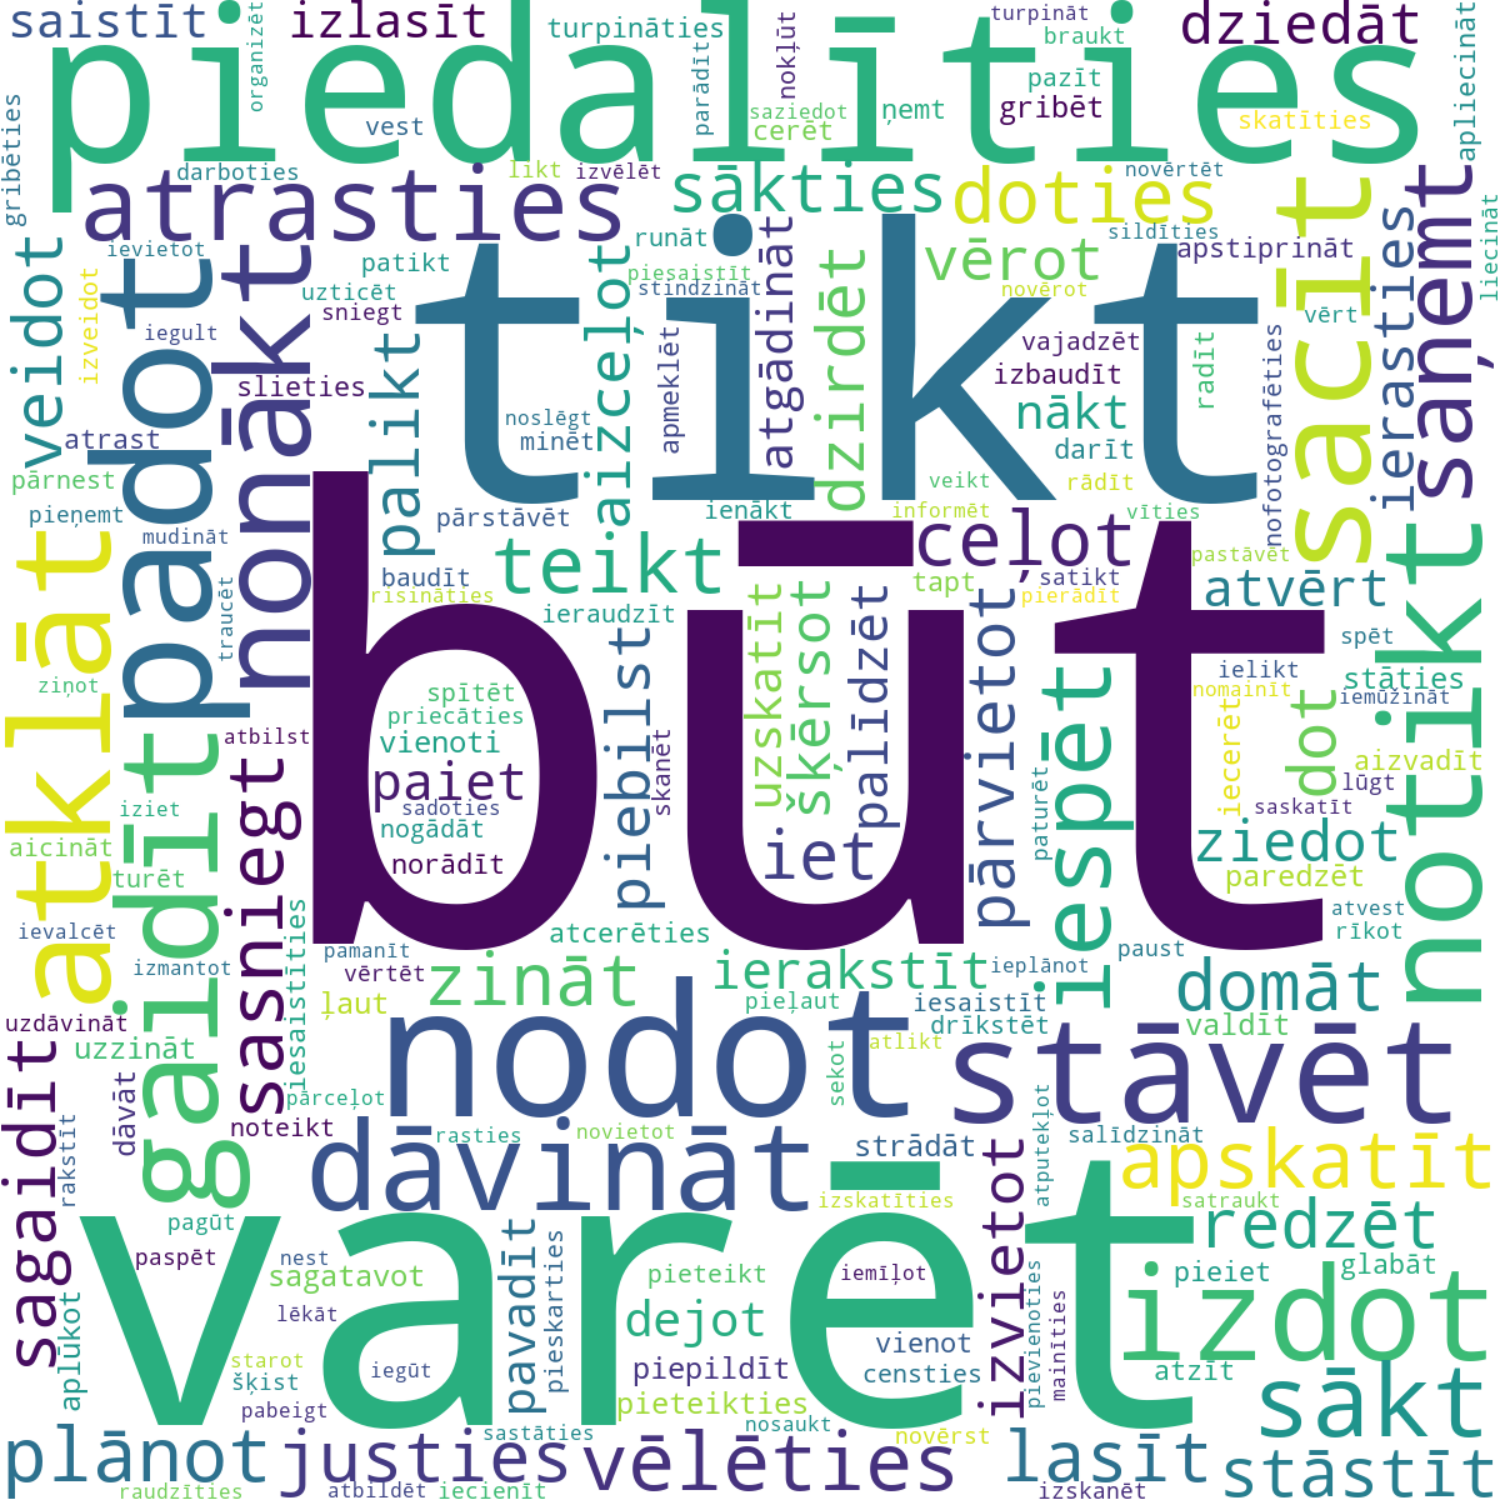 saistīt
organizēt
izlasīt
turpināties
parādīt
nokļūt
turpināt
braukt
dziedāt
apliecināt
piedalīties
pazīt
gribēt
saziedot
cerēt
ņemt
skatīties
gribēties
vest
darboties
likt
izvēlēt
novērtēt
atrasties
sākties
doties
sacīt
saņemt
liecināt
ierasties
veidot
izveidot
ievietot
padot
nonākt
patikt
uzticēt
sniegt
iegult
runāt
piesaistīt
stindzināt
aizceļot
atgādināt
dzirdēt
vērot
sildīties
apstiprināt
novērot
vērt
tikt
slieties
palikt
apmeklēt
vajadzēt
izbaudīt
radīt
nofotografēties
noslēgt
minēt
nākt
darīt
atrast
pārnest
pieņemt
mudināt
pārstāvēt
ienākt
veikt
rādīt
informēt
vīties
atklāt
traucēt
teikt
ceļot
pastāvēt
notikt
baudīt
risināties
ieraudzīt
tapt
satikt
pierādīt
atvērt
būt
uzskatīt
šķērsot
palīdzēt
pārvietot
piebilst
spēt
ielikt
stāties
nomainīt
iemūžināt
ziņot
gaidīt
spītēt
priecāties
vienoti
paiet
sadoties
nogādāt
norādīt
atbilst
skanēt
iespēt
dot
iecerēt
aizvadīt
lūgt
saskatīt
iziet
sasniegt
iet
paturēt
ziedot
paredzēt
aicināt
turēt
ievalcēt
izmantot
iesaistīties
pamanīt
vērtēt
atcerēties
zināt
ierakstīt
ieplānot
paust
atvest
rīkot
domāt
ļaut
pieļaut
iesaistīt
drīkstēt
valdīt
uzdāvināt
uzzināt
nodot
atlikt
sekot
stāvēt
sagaidīt
dāvāt
rakstīt
pārceļot
noteikt
dāvināt
rasties
novietot
strādāt
izvietot
atputekļot
salīdzināt
apskatīt
izskatīties
satraukt
pagūt
paspēt
nest
varēt
redzēt
sagatavot
pavadīt
pieskarties
pieteikt
iemīļot
pievienoties
mainīties
pieiet
glabāt
izdot
lēkāt
aplūkot
dejot
vienot
starot
šķist
iegūt
piepildīt
censties
atzīt
pabeigt
pieteikties
sākt
sastāties
nosaukt
novērst
plānot
justies
vēlēties
lasīt
stāstīt
raudzīties
atbildēt
iecienīt
izskanēt